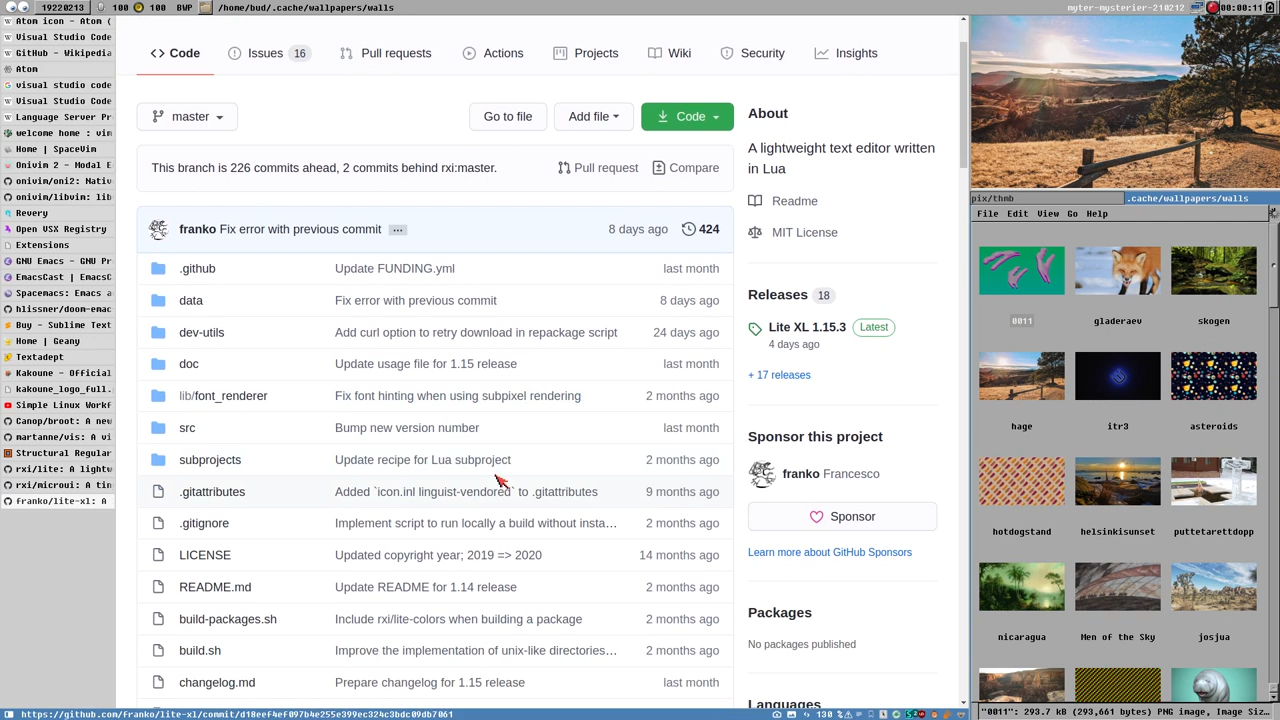 19220213 100 100 BWP /home/bud/.cache/wallpapers/walls
myter-mysterier-210212 00:00:11
Atom icon - Atom (
Visual Studio Code
GitHub - Wikipedia
Atom
visual studio code
Visual Studio Code
Language Server Pr
welcome home : vim
Home | SpaceVim
Onivim 2 - Modal E
onivim/oni2: Nativ
onivim/libvim: lib
Revery
Open VSX Registry
Extensions
GNU Emacs - GNU Pr
EmacsCast | EmacsC
Spacemacs: Emacs a
hlissner/doom-emac
Buy - Sublime Text
Home | Geany
Textadept
Kakoune - Official
kakoune_logo_full.
Simple Linux Workf
Canop/broot: A new
martanne/vis: A vi
Structural Regular
rxi/lite: A lightw
rxi/microui: A tin
franko/lite-xl: A
Code
Issues 16
Pull requests
Actions
Projects
Wiki
Security
Insights
master
Go to file
Add file
Code
This branch is 226 commits ahead, 2 commits behind rxi:master.
Pull request
Compare
franko Fix error with previous commit ... 8 days ago 424
.github Update FUNDING.yml last month
data Fix error with previous commit 8 days ago
dev-utils Add curl option to retry download in repackage script 24 days ago
doc Update usage file for 1.15 release last month
lib/font_renderer Fix font hinting when using subpixel rendering 2 months ago
src Bump new version number last month
subprojects Update recipe for Lua subproject 2 months ago
.gitattributes Added `icon.inl linguist-vendored` to .gitattributes 9 months ago
.gitignore Implement script to run locally a build without insta... 2 months ago
LICENSE Updated copyright year; 2019 => 2020 14 months ago
README.md Update README for 1.14 release 2 months ago
build-packages.sh Include rxi/lite-colors when building a package 2 months ago
build.sh Improve the implementation of unix-like directories... 2 months ago
changelog.md Prepare changelog for 1.15 release last month
About
A lightweight text editor written
in Lua
Readme
MIT License
Releases 18
Lite XL 1.15.3 Latest
4 days ago
+ 17 releases
Sponsor this project
franko Francesco
Sponsor
Learn more about GitHub Sponsors
Packages
No packages published
Languages
pix/thmb
.cache/wallpapers/walls
File Edit View Go Help
0011 gladeraev skogen
hage itr3 asteroids
hotdogstand helsinkisunset puttetarettdopp
nicaragua Men of the Sky josjua
https://github.com/franko/lite-xl/commit/d18eef4ef097b4e255e399ec324c3bdc09db7061
130
"0011": 293.7 kB (293,661 bytes) PNG image, Image Siz...